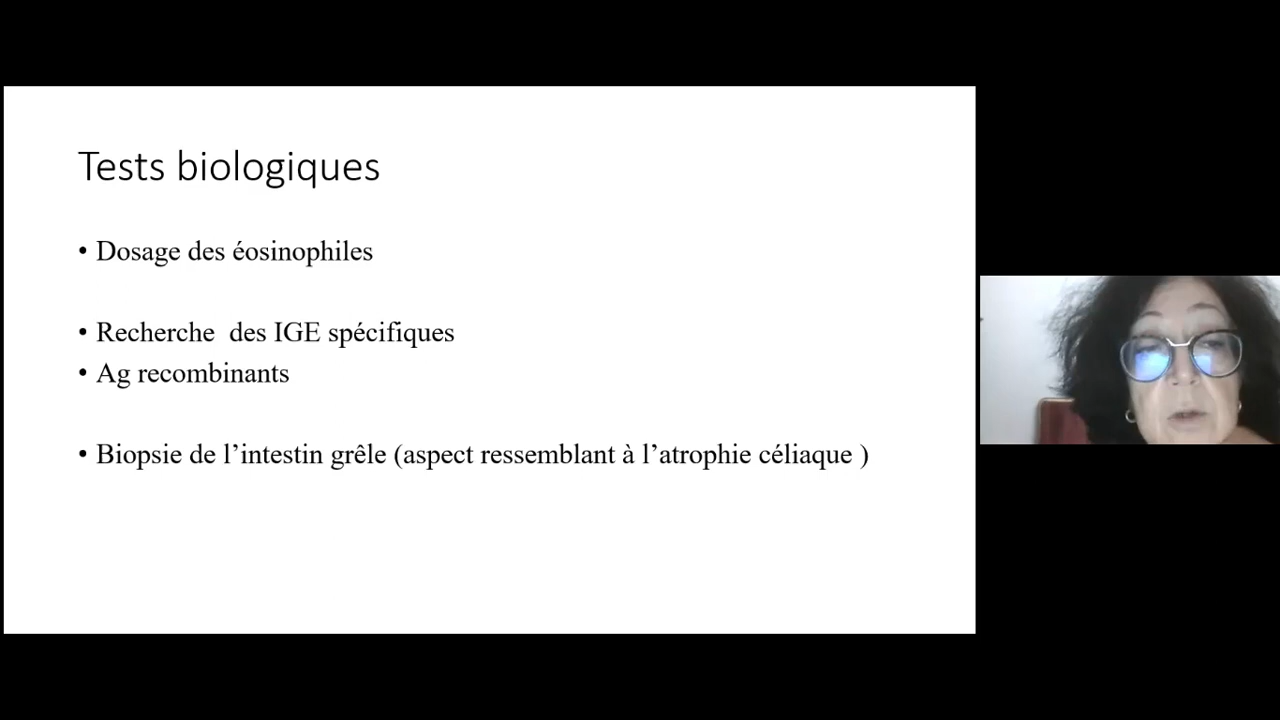 Tests biologiques
• Dosage des éosinophiles
• Recherche  des IGE spécifiques
• Ag recombinants
• Biopsie de l’intestin grêle (aspect ressemblant à l’atrophie céliaque )